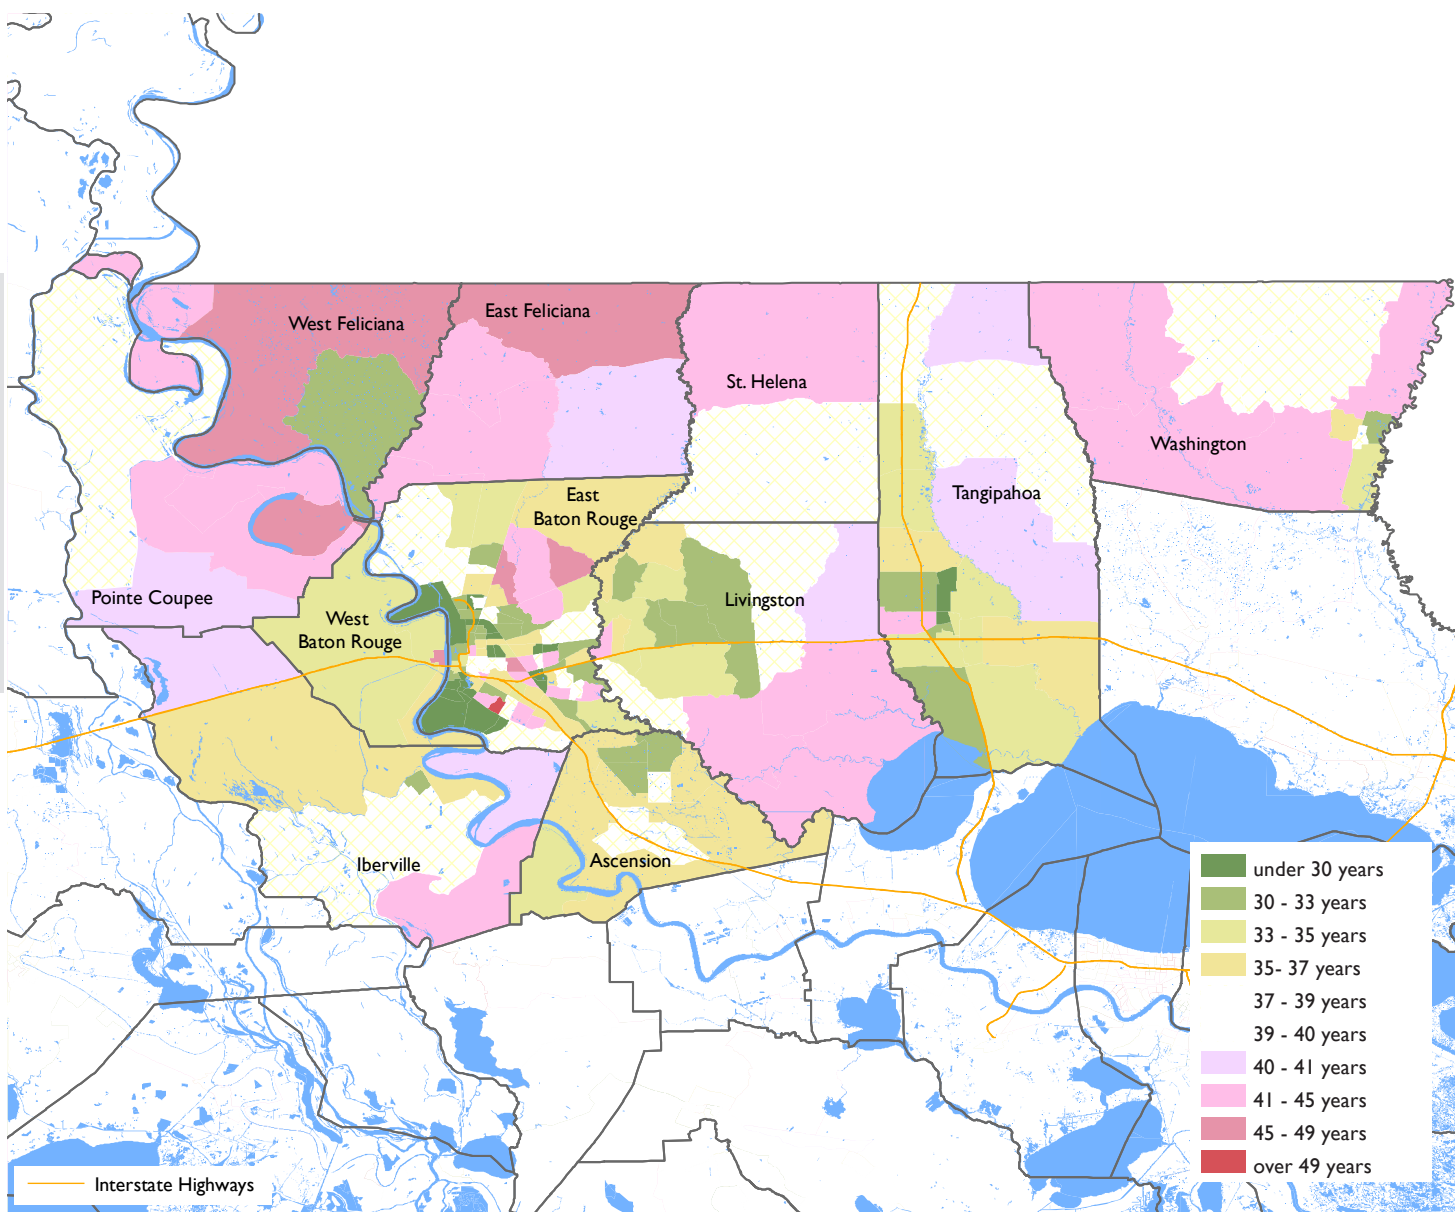 West Feliciana
East Feliciana
St. Helena
Washington
East
Baton Rouge
Tangipahoa
Pointe Coupee
Livingston
West
Baton Rouge
Iberville
Ascension
under 30 years
30 - 33 years
33 - 35 years
35- 37 years
37 - 39 years
39 - 40 years
40 - 41 years
41 - 45 years
45 - 49 years
over 49 years
Interstate Highways